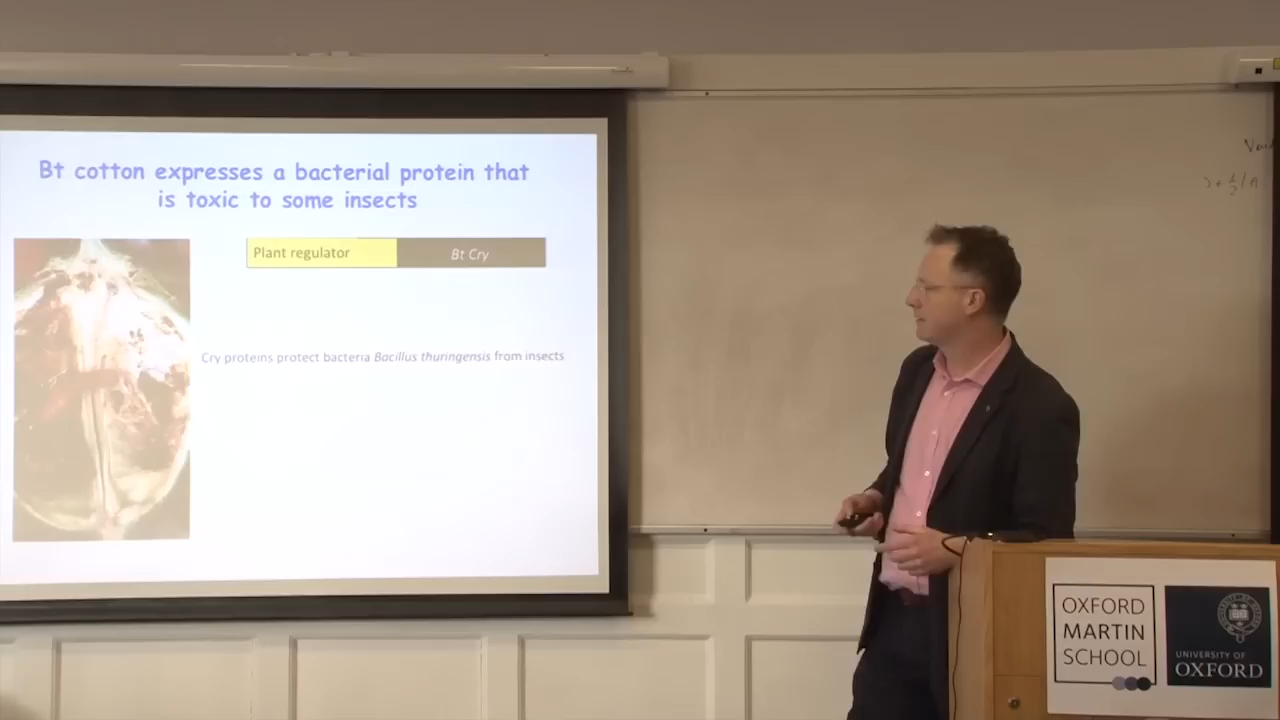 Bt cotton expresses a bacterial protein that
is toxic to some insects
Plant regulator
Bt Cry
Cry proteins protect bacteria Bacillus thuringensis from insects
OXFORD
MARTIN
SCHOOL
UNIVERSITY OF
OXFORD